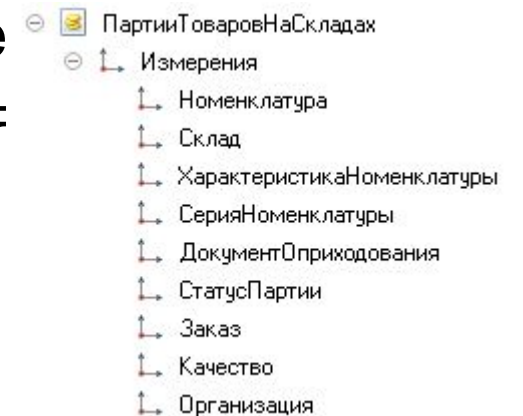 ПартииТоваровНаСкладах
Измерения
Номенклатура
Склад
ХарактеристикаНоменклатуры
СерияНоменклатуры
ДокументОприходования
СтатусПартии
Заказ
Качество
Организация